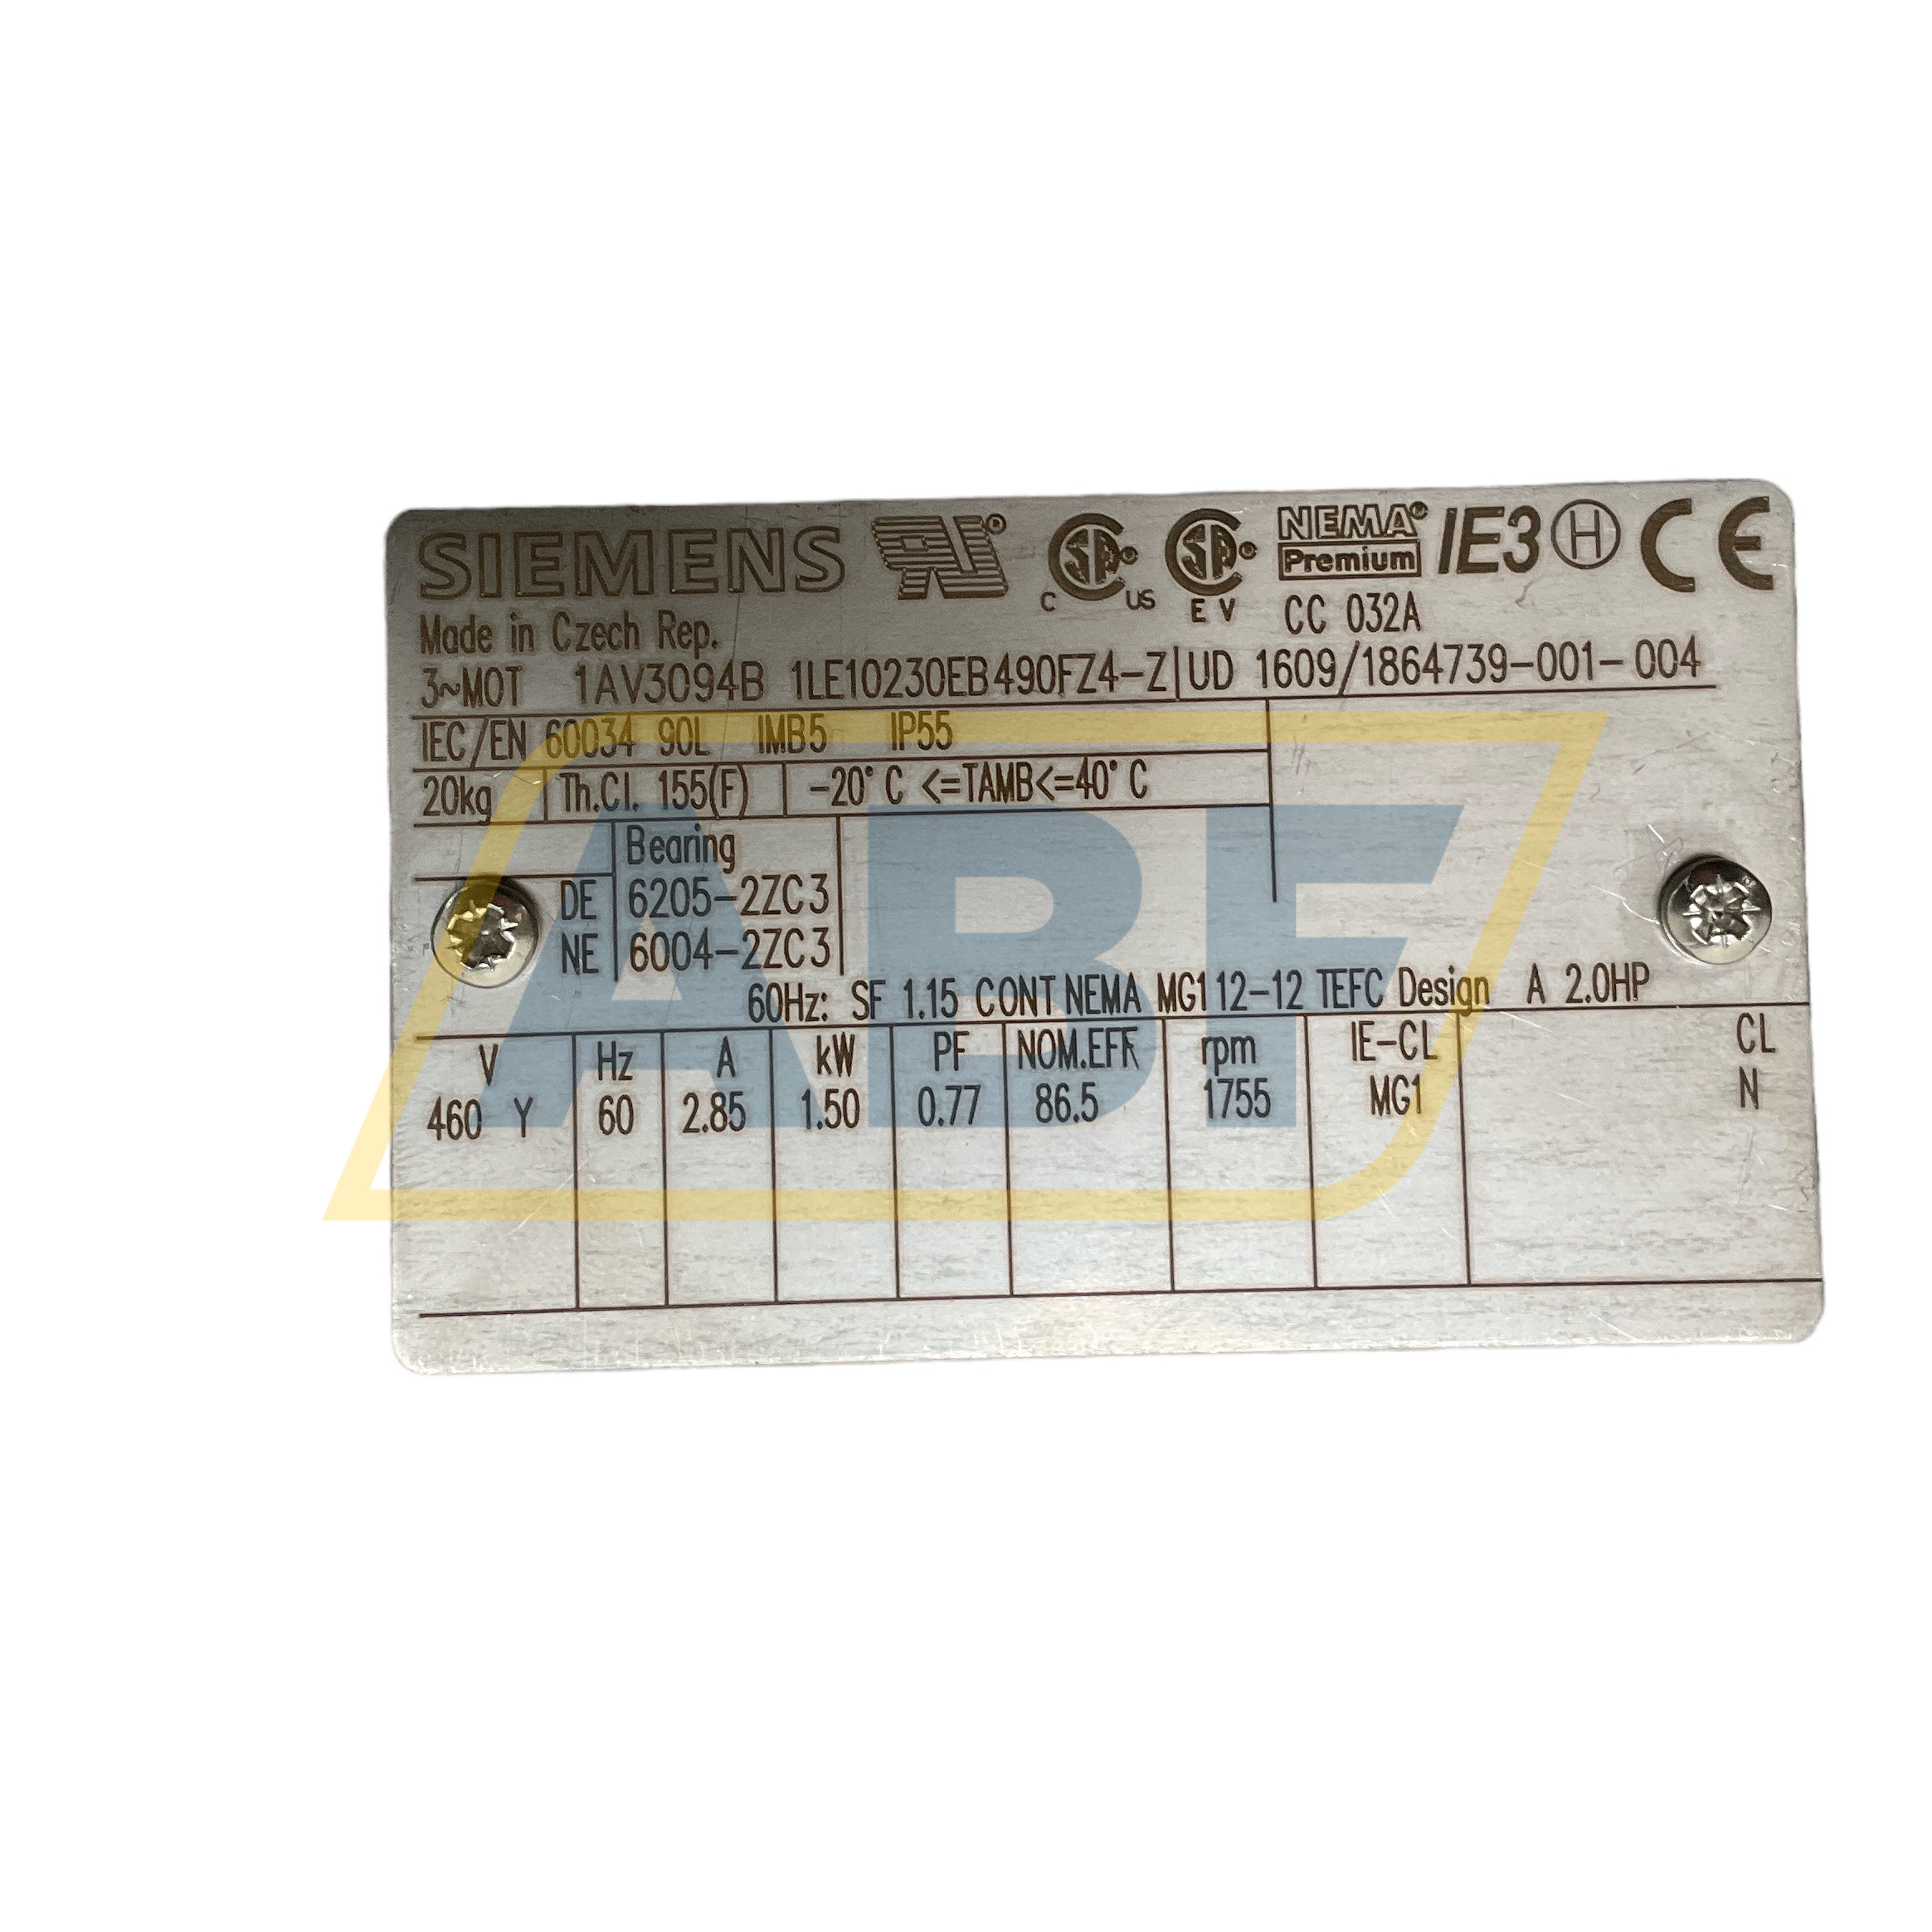 SIEMENS RU® C SP® US SP® E V NEMA® Premium IE3 H CE
Made in Czech Rep. CC 032A
3~MOT 1AV3094B 1LE10230EB490FZ4-Z UD 1609/1864739-001-004
IEC/EN 60034 90L IMB5 IP55
20kg Th.Cl. 155(F) -20°C <=TAMB<=40°C
Bearing
DE 6205-2ZC3
NE 6004-2ZC3
60Hz: SF 1.15 CONT NEMA MG1 12-12 TEFC Design A 2.0HP
V Hz A kW PF NOM.EFF rpm IE-CL CL
460 Y 60 2.85 1.50 0.77 86.5 1755 MG1 N
ABF